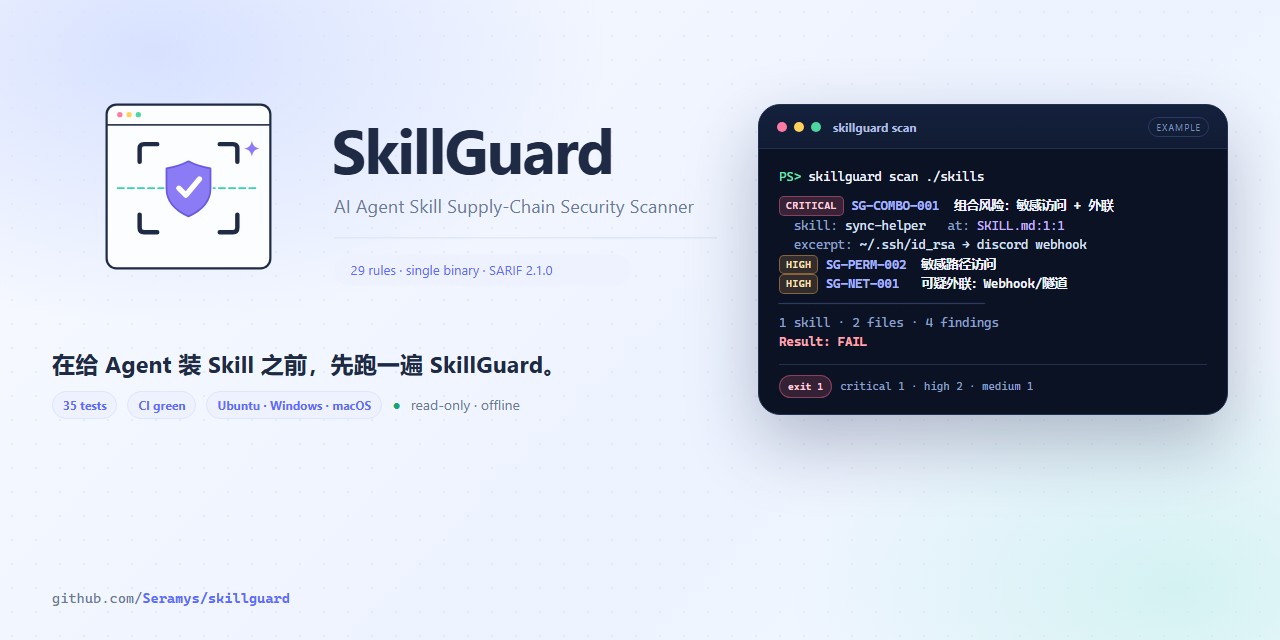 SkillGuard
AI Agent Skill Supply-Chain Security Scanner
29 rules · single binary · SARIF 2.1.0
在给 Agent 装 Skill 之前，先跑一遍 SkillGuard。
35 tests CI green Ubuntu · Windows · macOS ● read-only · offline
github.com/Seramys/skillguard
skillguard scan EXAMPLE
PS> skillguard scan ./skills
CRITICAL SG-COMBO-001 组合风险: 敏感访问 + 外联
skill: sync-helper at: SKILL.md:1:1
excerpt: ~/.ssh/id_rsa → discord webhook
HIGH SG-PERM-002 敏感路径访问
HIGH SG-NET-001 可疑外联: Webhook/隧道
1 skill · 2 files · 4 findings
Result: FAIL
exit 1 critical 1 · high 2 · medium 1